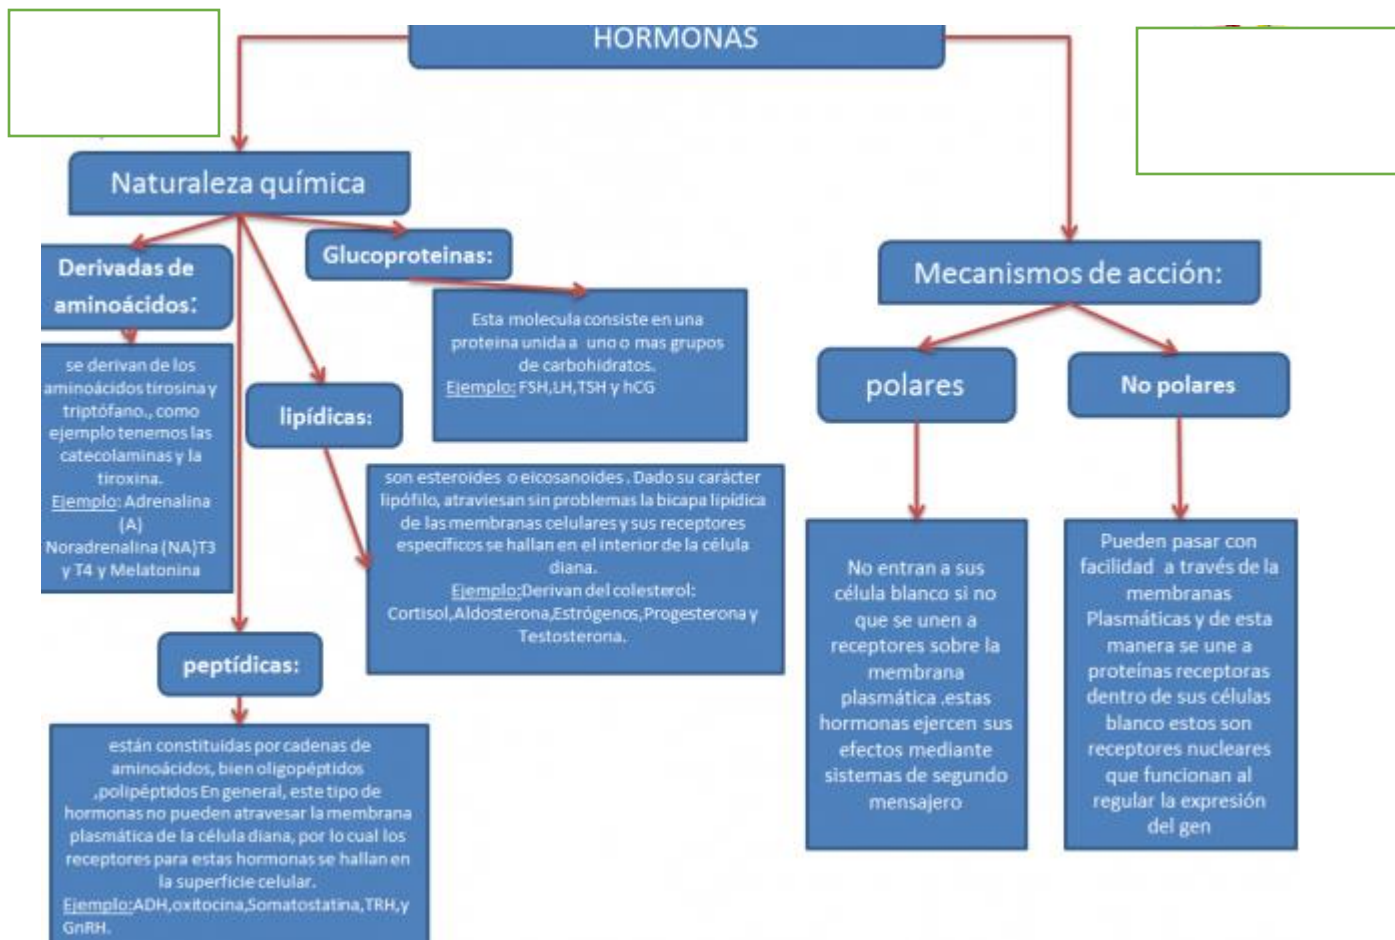 HORMONAS
Naturaleza química
Derivadas de
aminoácidos:
se derivan de los
aminoácidos tirosina y
triptófano., como
ejemplo tenemos las
catecolaminas y la
tiroxina.
Ejemplo: Adrenalina
(A)
Noradrenalina (NA)T3
y T4 y Melatonina
Glucoproteinas:
Esta molecula consiste en una
proteina unida a uno o mas grupos
de carbohidratos.
Ejemplo: FSH,LH,TSH y hCG
lipídicas:
son esteroides o eicosanoides . Dado su carácter
lipófilo, atraviesan sin problemas la bicapa lipídica
de las membranas celulares y sus receptores
específicos se hallan en el interior de la célula
diana.
Ejemplo:Derivan del colesterol:
Cortisol,Aldosterona,Estrógenos,Progesterona y
Testosterona.
peptídicas:
están constituidas por cadenas de
aminoácidos, bien oligopéptidos
,polipéptidos En general, este tipo de
hormonas no pueden atravesar la membrana
plasmática de la célula diana, por lo cual los
receptores para estas hormonas se hallan en
la superficie celular.
Ejemplo:ADH,oxitocina,Somatostatina,TRH,y
GnRH.
Mecanismos de acción:
polares
No entran a sus
célula blanco si no
que se unen a
receptores sobre la
membrana
plasmática .estas
hormonas ejercen sus
efectos mediante
sistemas de segundo
mensajero
No polares
Pueden pasar con
facilidad a través de la
membranas
Plasmáticas y de esta
manera se une a
proteínas receptoras
dentro de sus células
blanco estos son
receptores nucleares
que funcionan al
regular la expresión
del gen